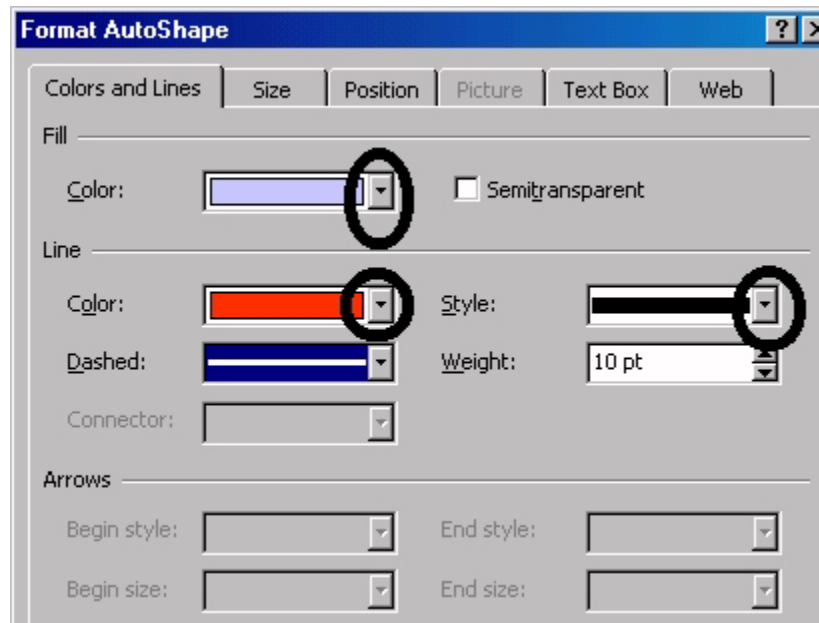 Format AutoShape
Colors and Lines Size Position Picture Text Box Web
Fill
Color: Semitransparent
Line
Color: Style:
Dashed: Weight: 10 pt
Connector:
Arrows
Begin style: End style:
Begin size: End size: